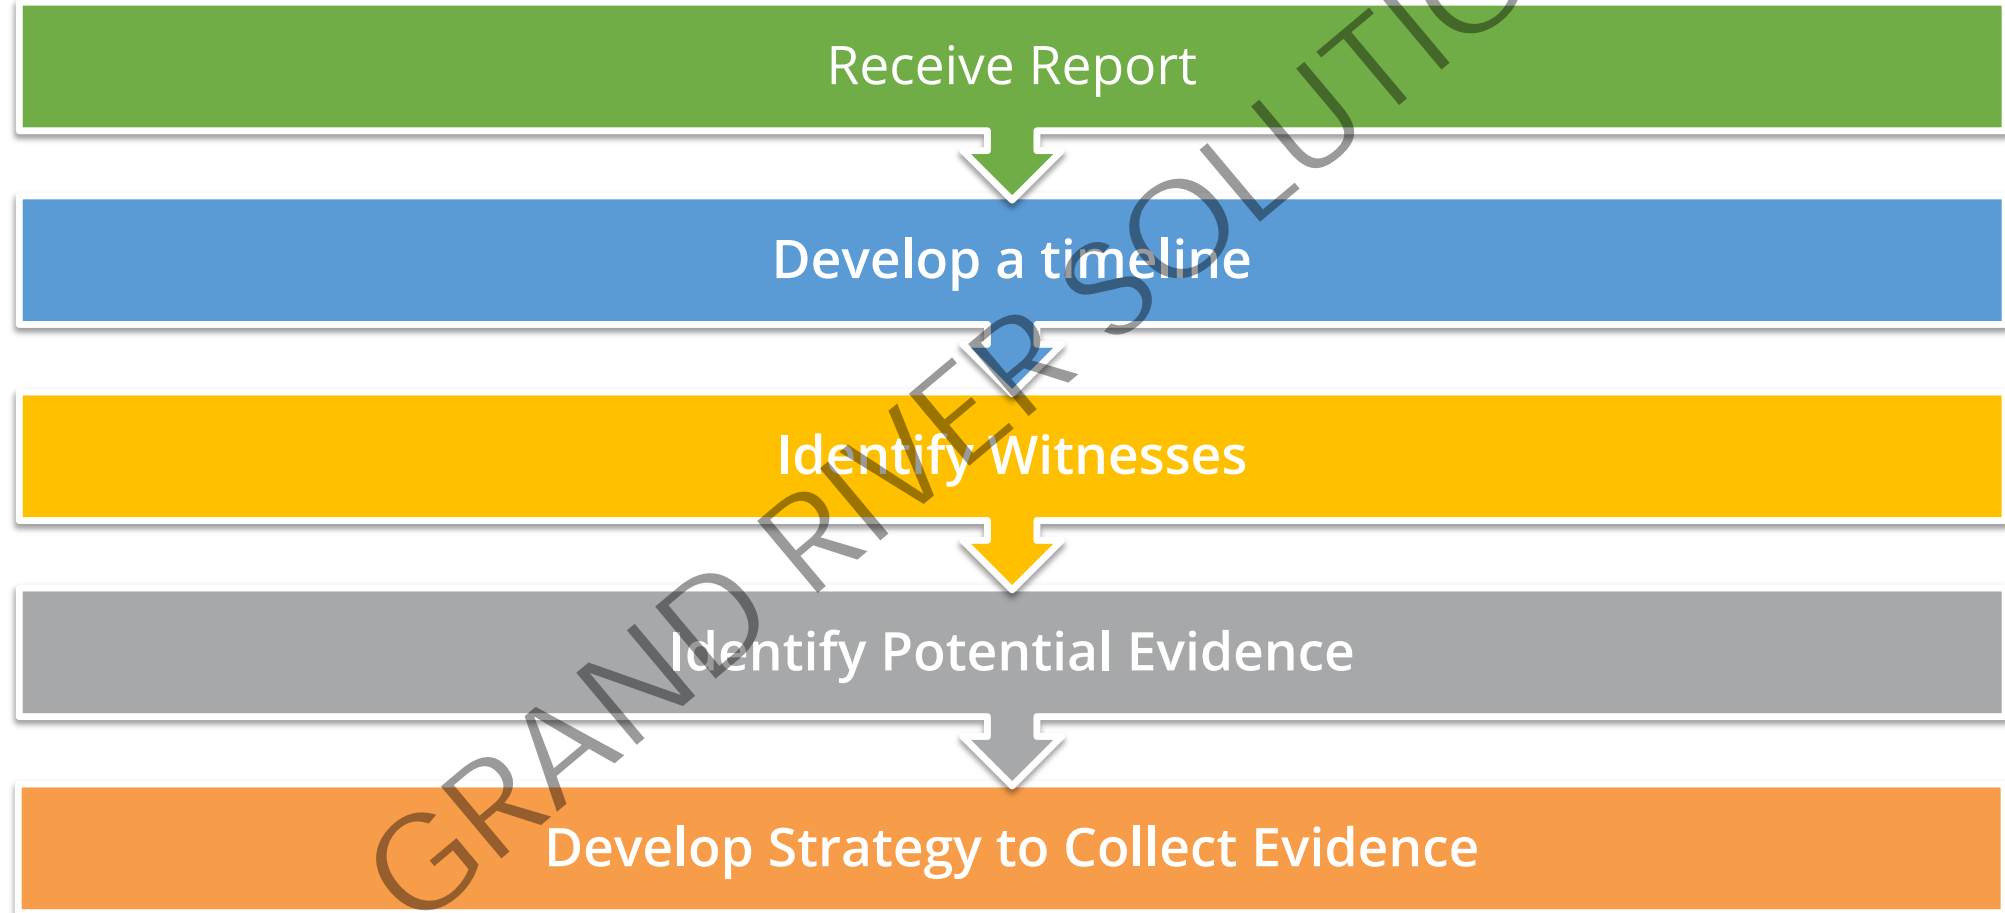 Receive Report
Develop a timeline
Identify Witnesses
Identify Potential Evidence
Develop Strategy to Collect Evidence
GRAND RIVER SOLUTIO